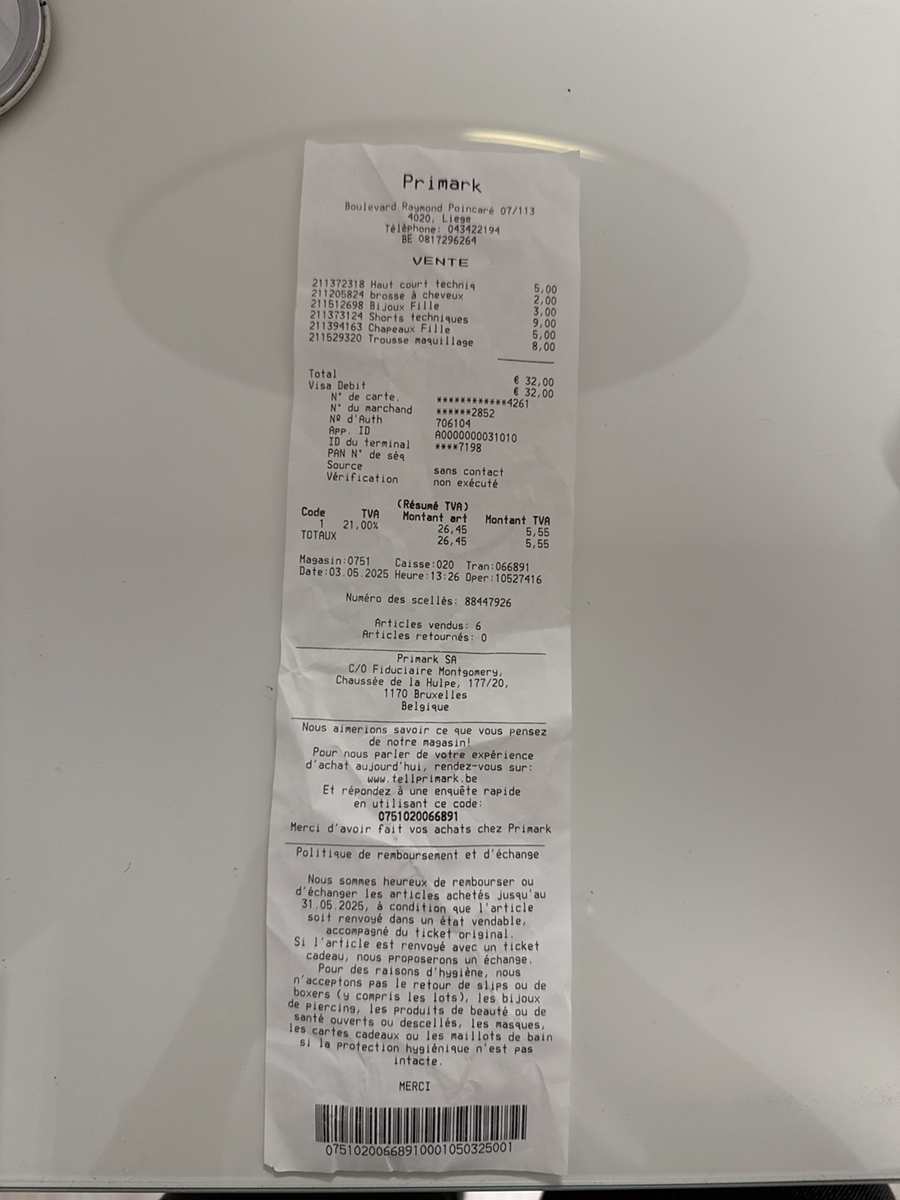 Primark
Boulevard Raymond Poincaré 07/113
4020, Liege
Téléphone: 043422194
BE 0817296264
VENTE
211372318 Haut court techniq 5,00
211205824 brosse à cheveux 2,00
211512698 Bijoux Fille 3,00
211373124 Shorts techniques 9,00
211394163 Chapeaux Fille 5,00
211529320 Trousse maquillage 8,00
Total € 32,00
Visa Debit € 32,00
N° de carte. ************4261
N° du marchand ******2852
Nº d'Auth 706104
App. ID A0000000031010
ID du terminal ****7198
PAN N° de séq
Source sans contact
Vérification non exécuté
(Résumé TVA)
Code TVA Montant art Montant TVA
1 21,00% 26,45 5,55
TOTAUX 26,45 5,55
Magasin:0751 Caisse:020 Tran:066891
Date:03.05.2025 Heure:13:26 Oper:10527416
Numéro des scellés: 88447926
Articles vendus: 6
Articles retournés: 0
Primark SA
C/O Fiduciaire Montgomery,
Chaussée de la Hulpe, 177/20,
1170 Bruxelles
Belgique
Nous aimerions savoir ce que vous pensez
de notre magasin!
Pour nous parler de votre expérience
d'achat aujourd'hui, rendez-vous sur:
www.tellprimark.be
Et répondez à une enquête rapide
en utilisant ce code:
0751020066891
Merci d'avoir fait vos achats chez Primark
Politique de remboursement et d'échange
Nous sommes heureux de rembourser ou
d'échanger les articles achetés jusqu'au
31.05.2025, à condition que l'article
soit renvoyé dans un état vendable,
accompagné du ticket original.
Si l'article est renvoyé avec un ticket
cadeau, nous proposerons un échange.
Pour des raisons d'hygiène, nous
n'acceptons pas le retour de slips ou de
boxers (y compris les lots), les bijoux
de piercing, les produits de beauté ou de
santé ouverts ou descellés, les masques,
les cartes cadeaux ou les maillots de bain
si la protection hygiénique n'est pas
intacte.
MERCI
07510200668910001050325001